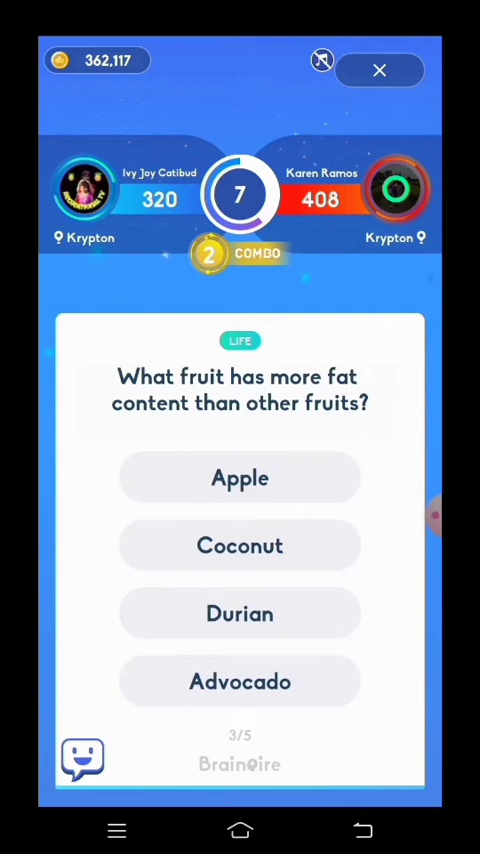 362,117
Ivy Joy Catibud
Karen Ramos
320
7
408
Krypton
Krypton
2 COMBO
LIFE
What fruit has more fat
content than other fruits?
Apple
Coconut
Durian
Advocado
3/5
Brainoire